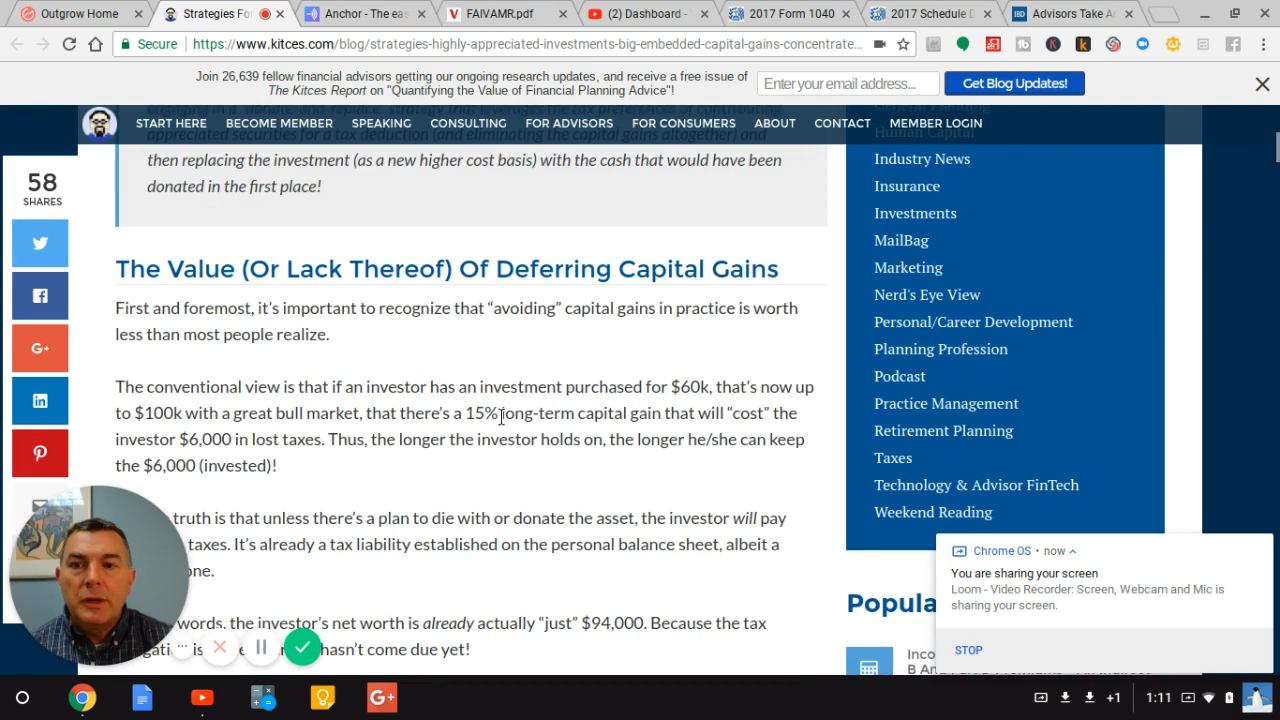 Outgrow Home
Strategies Fo
Anchor - The eas
FAIVAMR.pdf
(2) Dashboard -
2017 Form 1040
2017 Schedule D
Advisors Take A
Secure
https://www.kitces.com/blog/strategies-highly-appreciated-investments-big-embedded-capital-gains-concentrate...
Join 26,639 fellow financial advisors getting our ongoing research updates, and receive a free issue of
The Kitces Report on "Quantifying the Value of Financial Planning Advice"!
Enter your email address...
Get Blog Updates!
START HERE
BECOME MEMBER
SPEAKING
CONSULTING
FOR ADVISORS
FOR CONSUMERS
ABOUT
CONTACT
MEMBER LOGIN
appreciated securities for a tax deduction (and eliminating the capital gains altogether) and
then replacing the investment (as a new higher cost basis) with the cash that would have been
donated in the first place!
58
SHARES
The Value (Or Lack Thereof) Of Deferring Capital Gains
First and foremost, it's important to recognize that “avoiding” capital gains in practice is worth
less than most people realize.
The conventional view is that if an investor has an investment purchased for $60k, that's now up
to $100k with a great bull market, that there's a 15% long-term capital gain that will “cost” the
investor $6,000 in lost taxes. Thus, the longer the investor holds on, the longer he/she can keep
the $6,000 (invested)!
truth is that unless there's a plan to die with or donate the asset, the investor will pay
taxes. It's already a tax liability established on the personal balance sheet, albeit a
one.
words, the investor's net worth is already actually “just” $94,000. Because the tax
hasn't come due yet!
Human Capital
Industry News
Insurance
Investments
MailBag
Marketing
Nerd's Eye View
Personal/Career Development
Planning Profession
Podcast
Practice Management
Retirement Planning
Taxes
Technology & Advisor FinTech
Weekend Reading
Popula
Chrome OS • now
You are sharing your screen
Loom - Video Recorder: Screen, Webcam and Mic is
sharing your screen.
STOP
+1
1:11